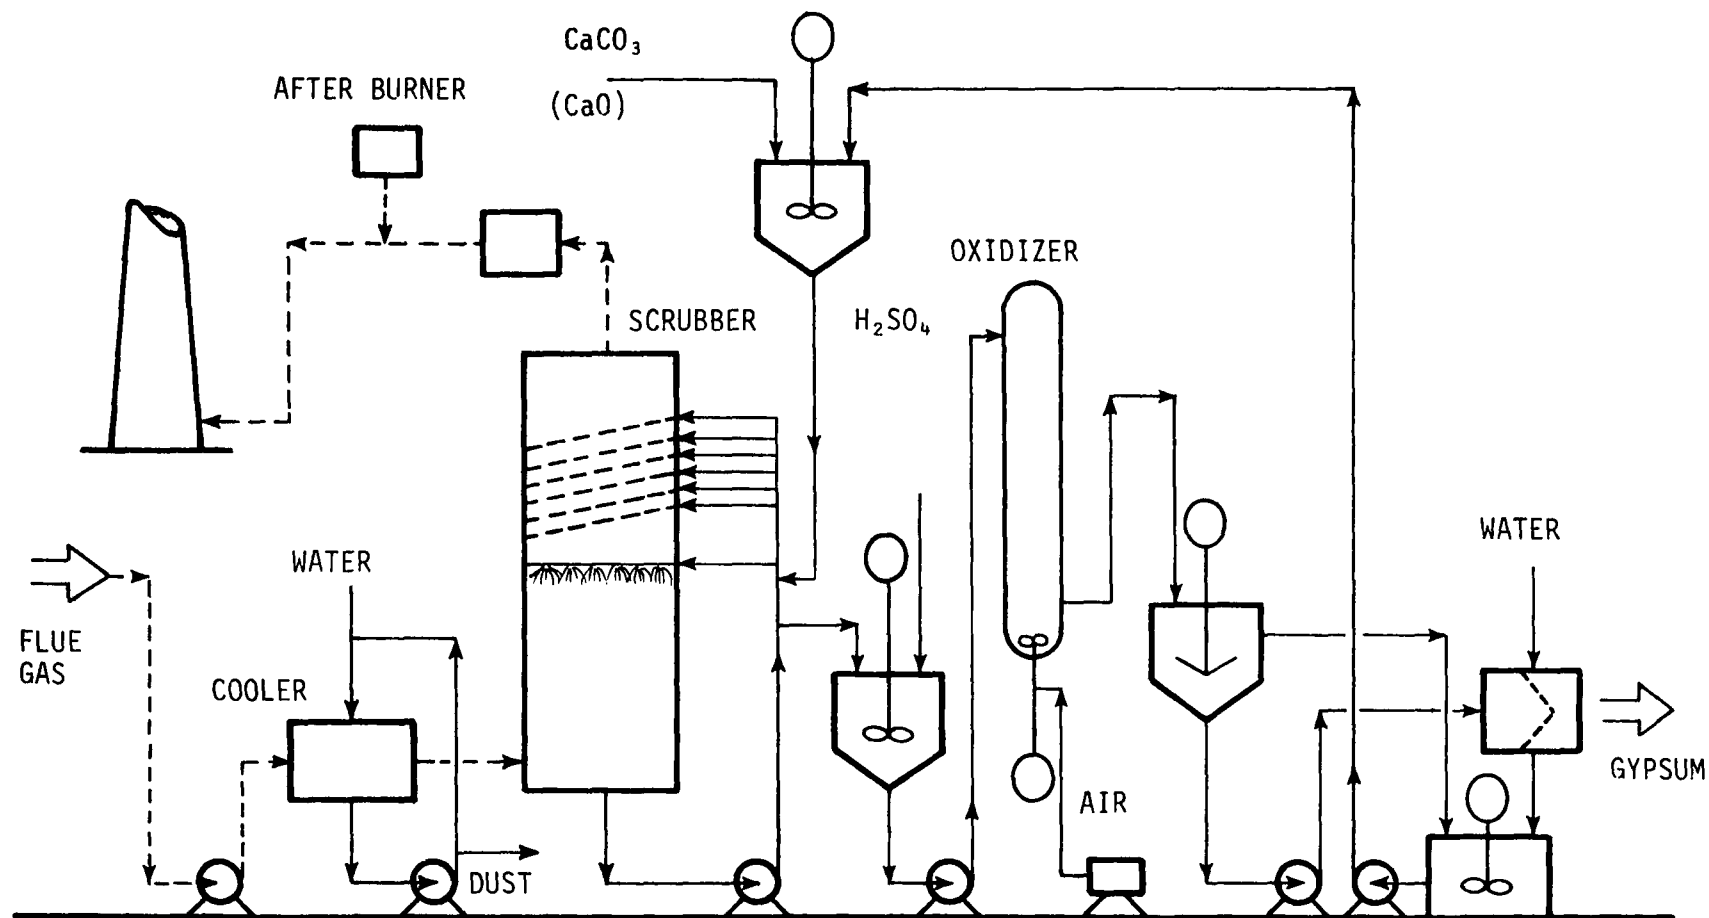 CaCO₃
AFTER BURNER
(CaO)
OXIDIZER
SCRUBBER
H₂SO₄
WATER
WATER
FLUE
GAS
COOLER
GYPSUM
AIR
DUST